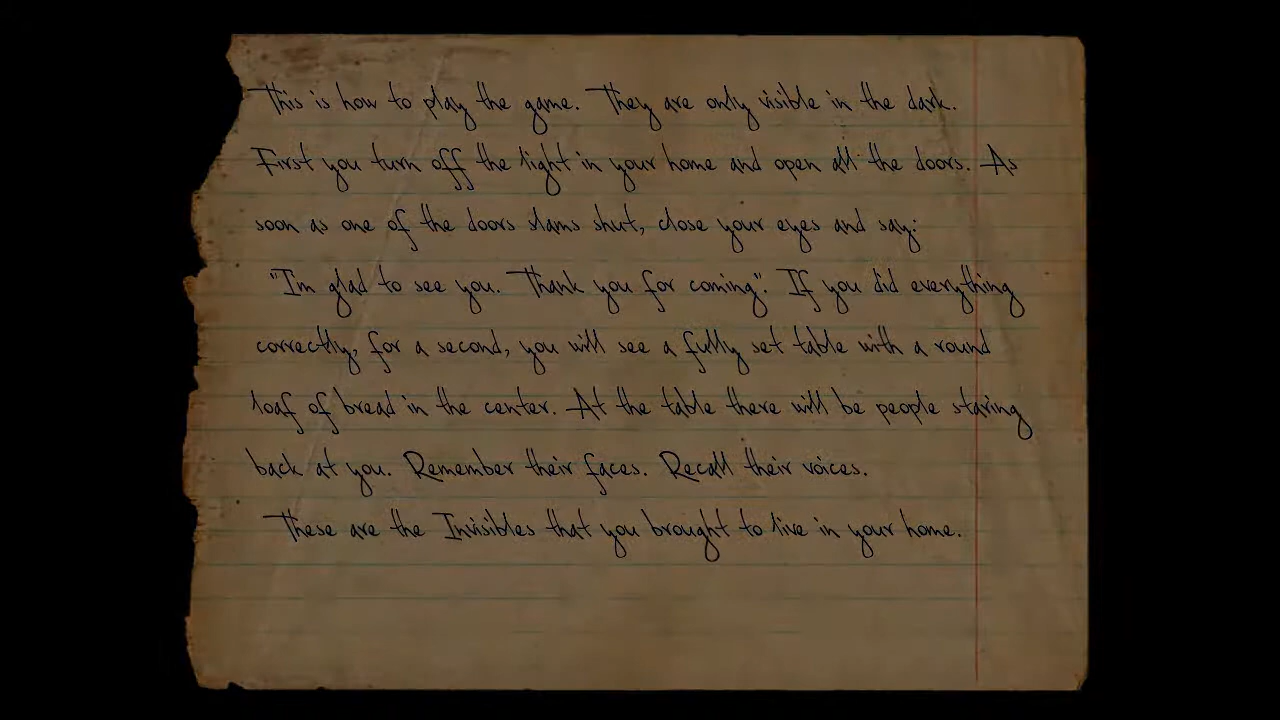 This is how to play the game. They are only visible in the dark.
First you turn off the light in your home and open all the doors. As
soon as one of the doors slams shut, close your eyes and say:
"I'm glad to see you. Thank you for coming". If you did everything
correctly, for a second, you will see a fully set table with a round
loaf of bread in the center. At the table there will be people staring
back at you. Remember their faces. Recall their voices.
These are the Invisibles that you brought to live in your home.